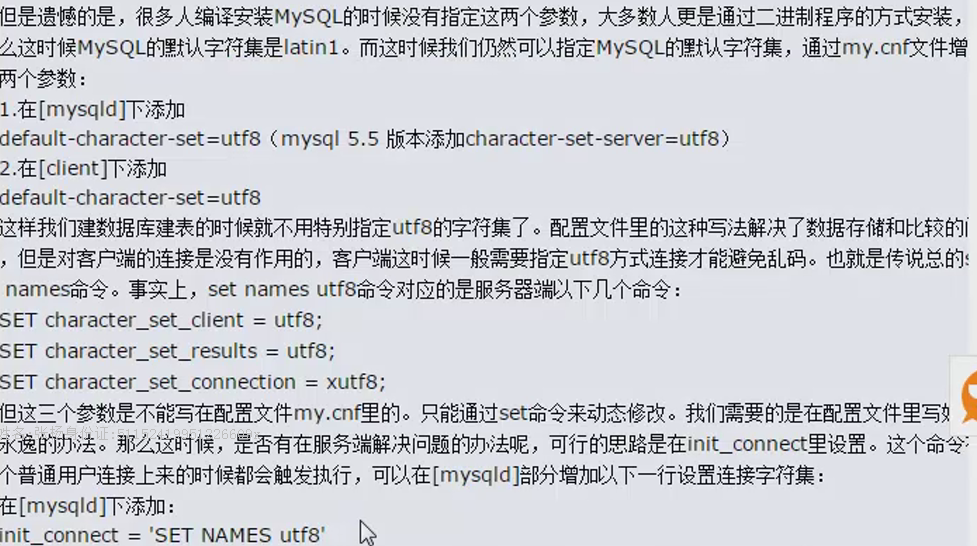 但是遗憾的是，很多人编译安装MySQL的时候没有指定这两个参数，大多数人更是通过二进制程序的方式安装，
么这时候MySQL的默认字符集是latin1。而这时候我们仍然可以指定MySQL的默认字符集，通过my.cnf文件增
两个参数：
1.在[mysqld]下添加
default-character-set=utf8（mysql 5.5 版本添加character-set-server=utf8）
2.在[client]下添加
default-character-set=utf8
这样我们建数据库建表的时候就不用特别指定utf8的字符集了。配置文件里的这种写法解决了数据存储和比较的
，但是对客户端的连接是没有作用的，客户端这时候一般需要指定utf8方式连接才能避免乱码。也就是传说总的s
names命令。事实上，set names utf8命令对应的是服务器端以下几个命令：
SET character_set_client = utf8;
SET character_set_results = utf8;
SET character_set_connection = xutf8;
但这三个参数是不能写在配置文件my.cnf里的。只能通过set命令来动态修改。我们需要的是在配置文件里写好
永逸的办法。那么这时候，是否有在服务端解决问题的办法呢，可行的思路是在init_connect里设置。这个命令
个普通用户连接上来的时候都会触发执行，可以在[mysqld]部分增加以下一行设置连接字符集：
在[mysqld]下添加：
init_connect = 'SET NAMES utf8'